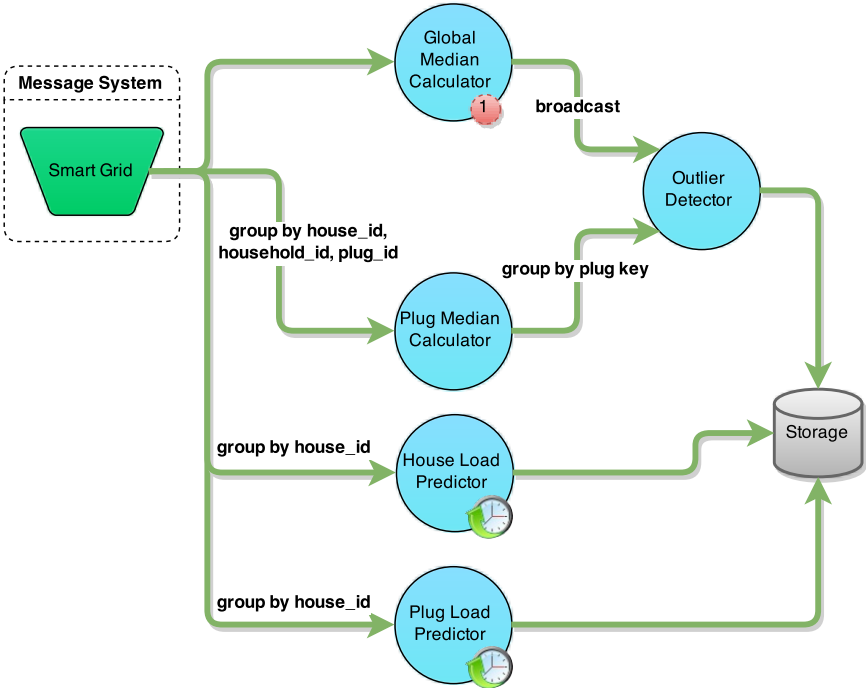 Message System
Smart Grid
Global
Median
Calculator
1
broadcast
Outlier
Detector
group by house_id,
household_id, plug_id
group by plug key
Plug Median
Calculator
Storage
group by house_id
House Load
Predictor
group by house_id
Plug Load
Predictor